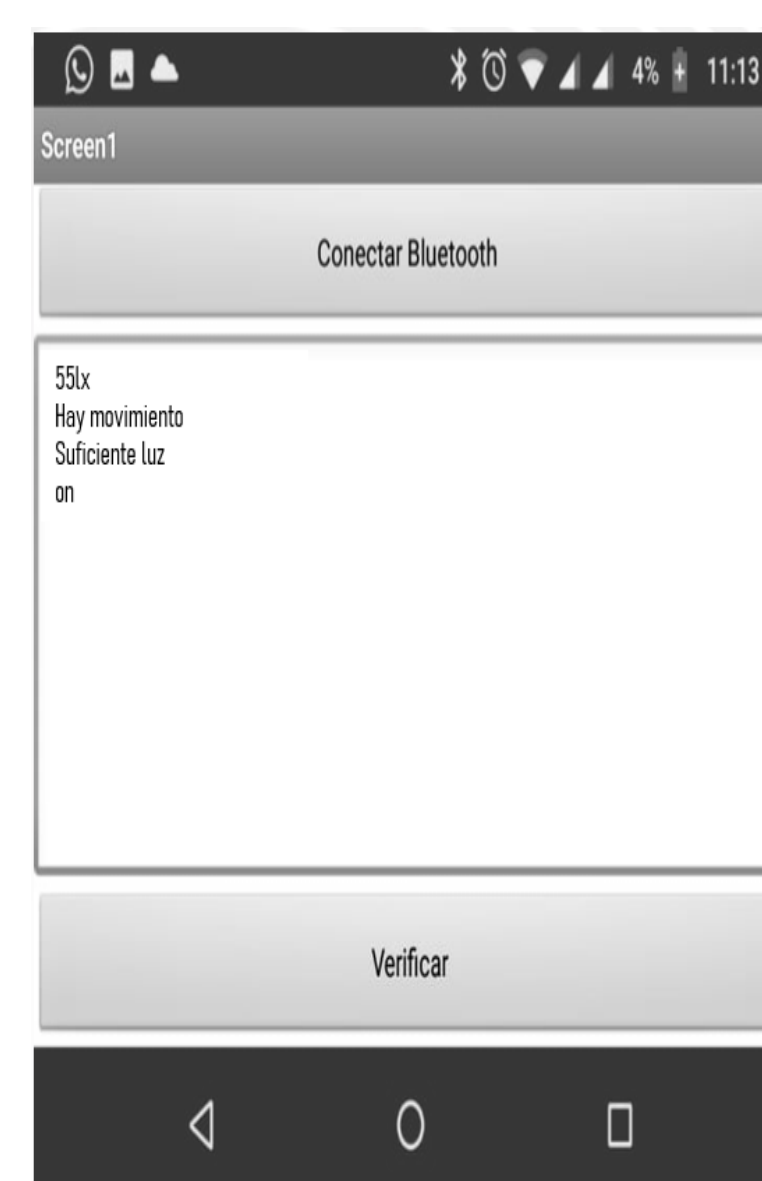 4% 11:13
Screen1
Conectar Bluetooth
55lx
Hay movimiento
Suficiente luz
on
Verificar